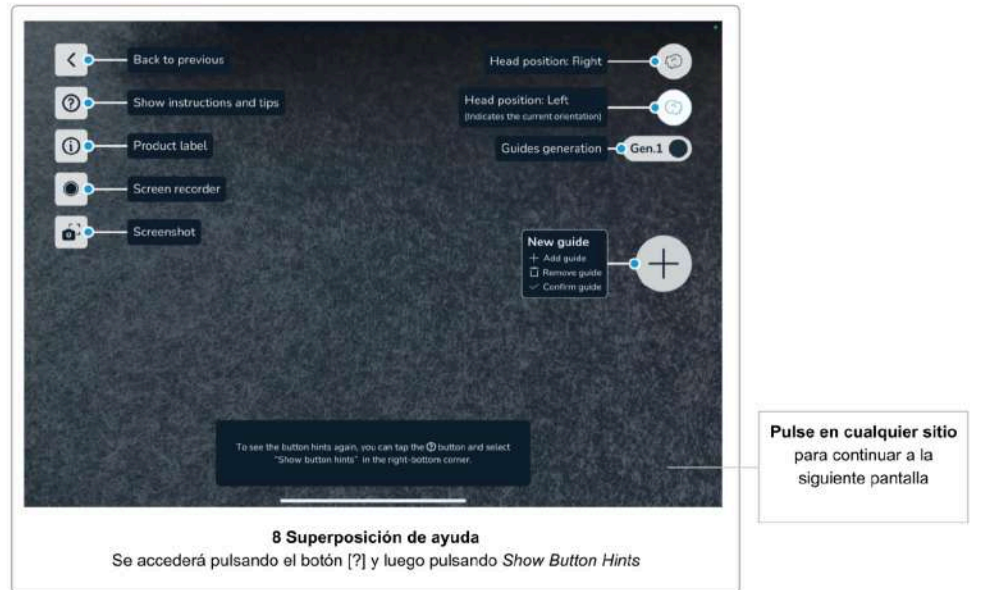 Back to previous
Show instructions and tips
Product label
Screen recorder
Screenshot
Head position: Right
Head position: Left
(Indicates the current orientation)
Guides generation
Gen.1
New guide
Add guide
Remove guide
Confirm guide
To see the button hints again, you can tap the ? button and select
"Show button hints" in the right-bottom corner.
Pulse en cualquier sitio
para continuar a la
siguiente pantalla
8 Superposición de ayuda
Se accederá pulsando el botón [?] y luego pulsando Show Button Hints